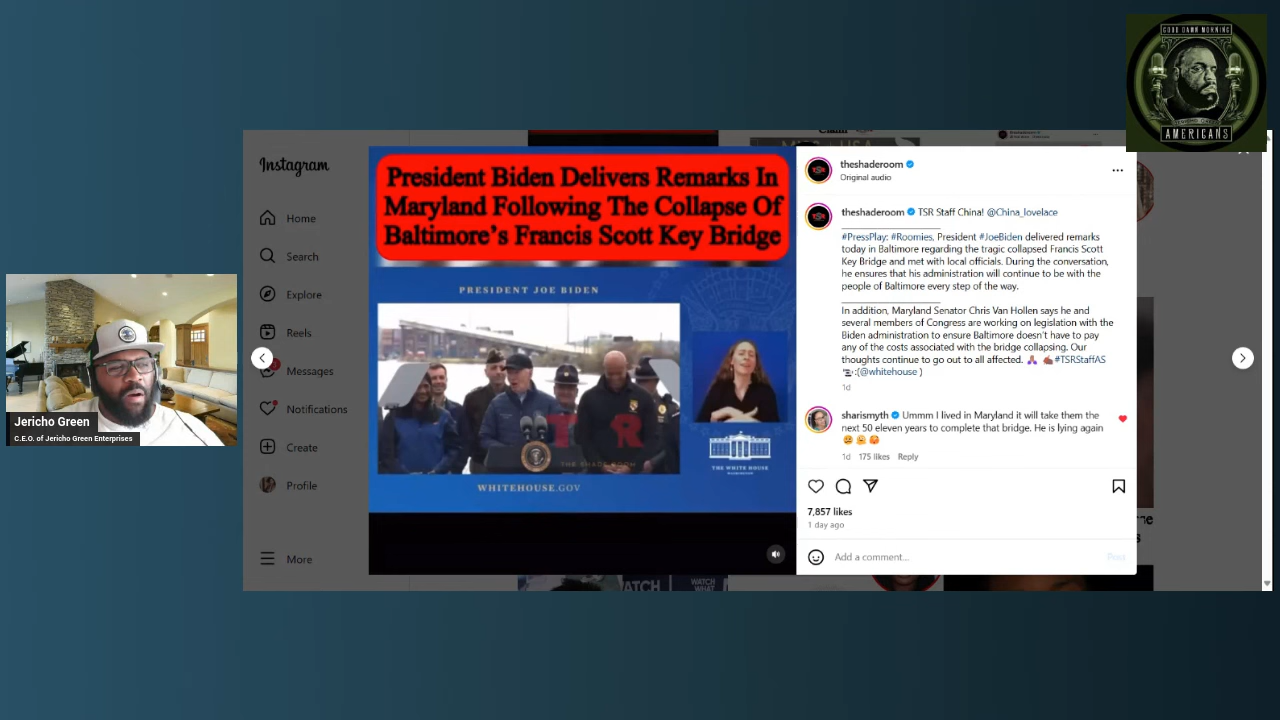 GOOD DAMN MORNING
AMERICANS
Instagram
Home
Search
Explore
Reels
Messages
Notifications
Create
Profile
More
Jericho Green
C.E.O. of Jericho Green Enterprises
President Biden Delivers Remarks In
Maryland Following The Collapse Of
Baltimore's Francis Scott Key Bridge
PRESIDENT JOE BIDEN
T R
THE SHADE ROOM
THE WHITE HOUSE
WHITEHOUSE.GOV
theshaderoom
Original audio
theshaderoom TSR Staff China! @China_lovelace
#PressPlay: #Roomies, President #JoeBiden delivered remarks
today in Baltimore regarding the tragic collapsed Francis Scott
Key Bridge and met with local officials. During the conversation,
he ensures that his administration will continue to be with the
people of Baltimore every step of the way.
In addition, Maryland Senator Chris Van Hollen says he and
several members of Congress are working on legislation with the
Biden administration to ensure Baltimore doesn't have to pay
any of the costs associated with the bridge collapsing. Our
thoughts continue to go out to all affected. 🙏🏽 ✍🏾 #TSRStaffAS
:(@whitehouse )
1d
sharismyth Ummm I lived in Maryland it will take them the
next 50 eleven years to complete that bridge. He is lying again
1d 175 likes Reply
7,857 likes
1 day ago
Add a comment...
Post
WATCH
WATCH
WHAT